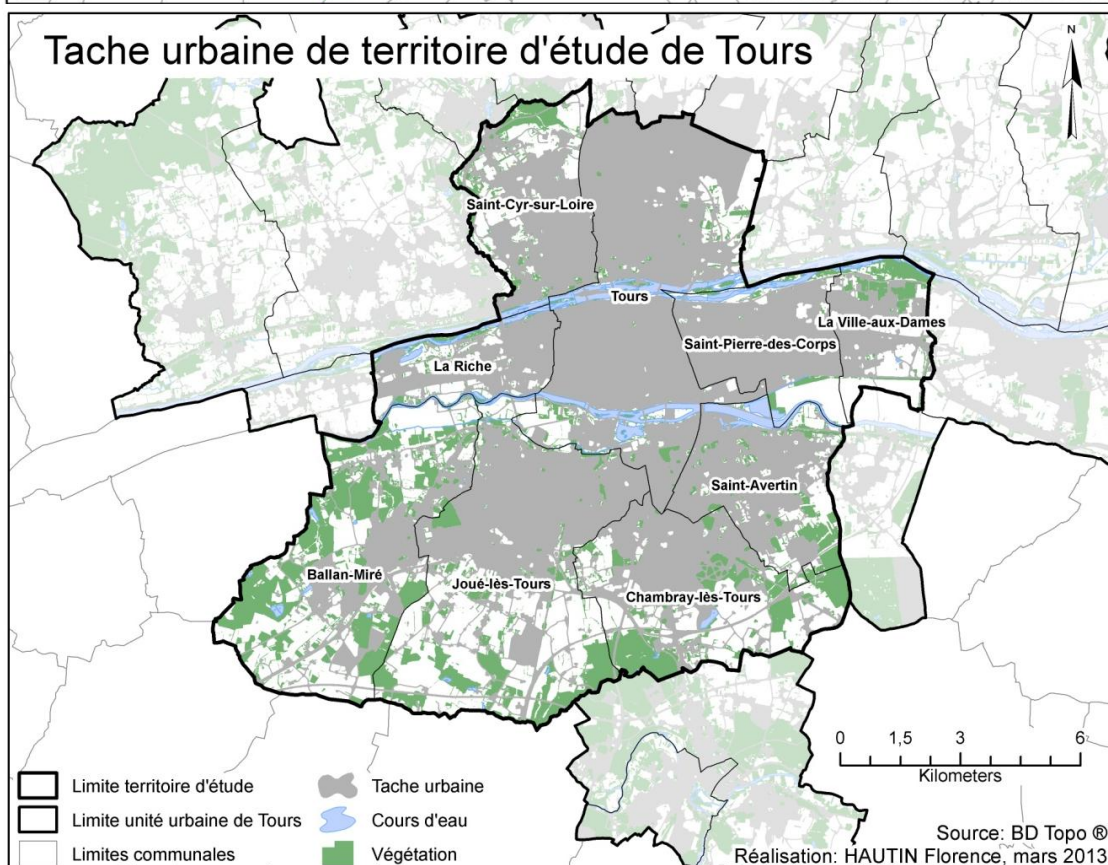 Tache urbaine de territoire d'étude de Tours
N
Saint-Cyr-sur-Loire
Tours
La Ville-aux-Dames
Saint-Pierre-des-Corps
La Riche
Saint-Avertin
Ballan-Miré
Joué-lès-Tours
Chambray-lès-Tours
0 1,5 3 6
Kilometers
Limite territoire d'étude
Tache urbaine
Limite unité urbaine de Tours
Cours d'eau
Limites communales
Végétation
Source: BD Topo ®
Réalisation: HAUTIN Florence, mars 2013